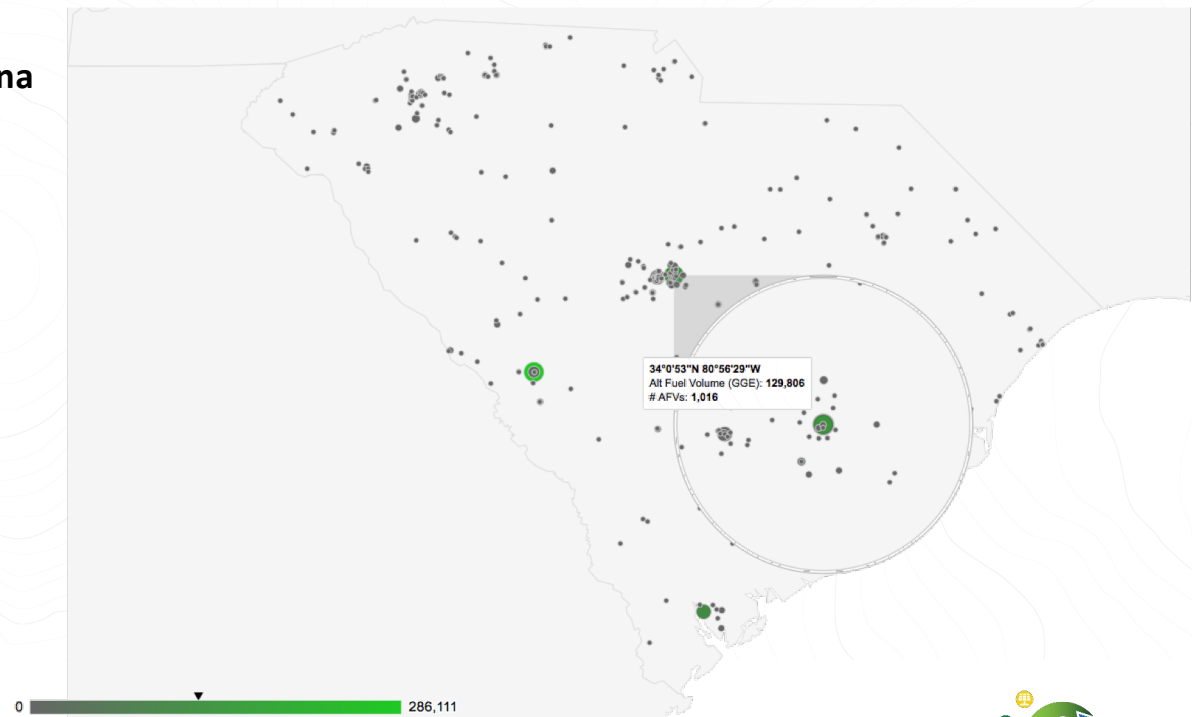 na
34°0'53"N 80°56'29"W
Alt Fuel Volume (GGE): 129,806
# AFVs: 1,016
0
286,111